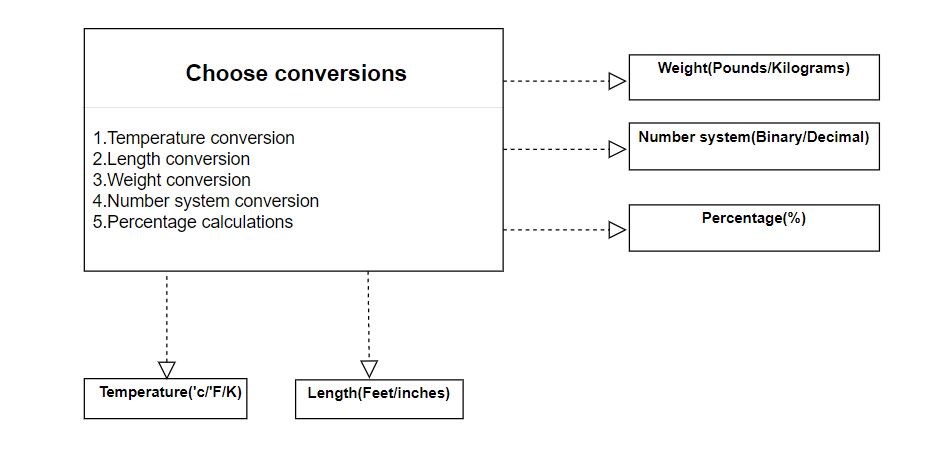 Choose conversions
1.Temperature conversion
2.Length conversion
3.Weight conversion
4.Number system conversion
5.Percentage calculations
Weight(Pounds/Kilograms)
Number system(Binary/Decimal)
Percentage(%)
Temperature('c/'F/K)
Length(Feet/inches)